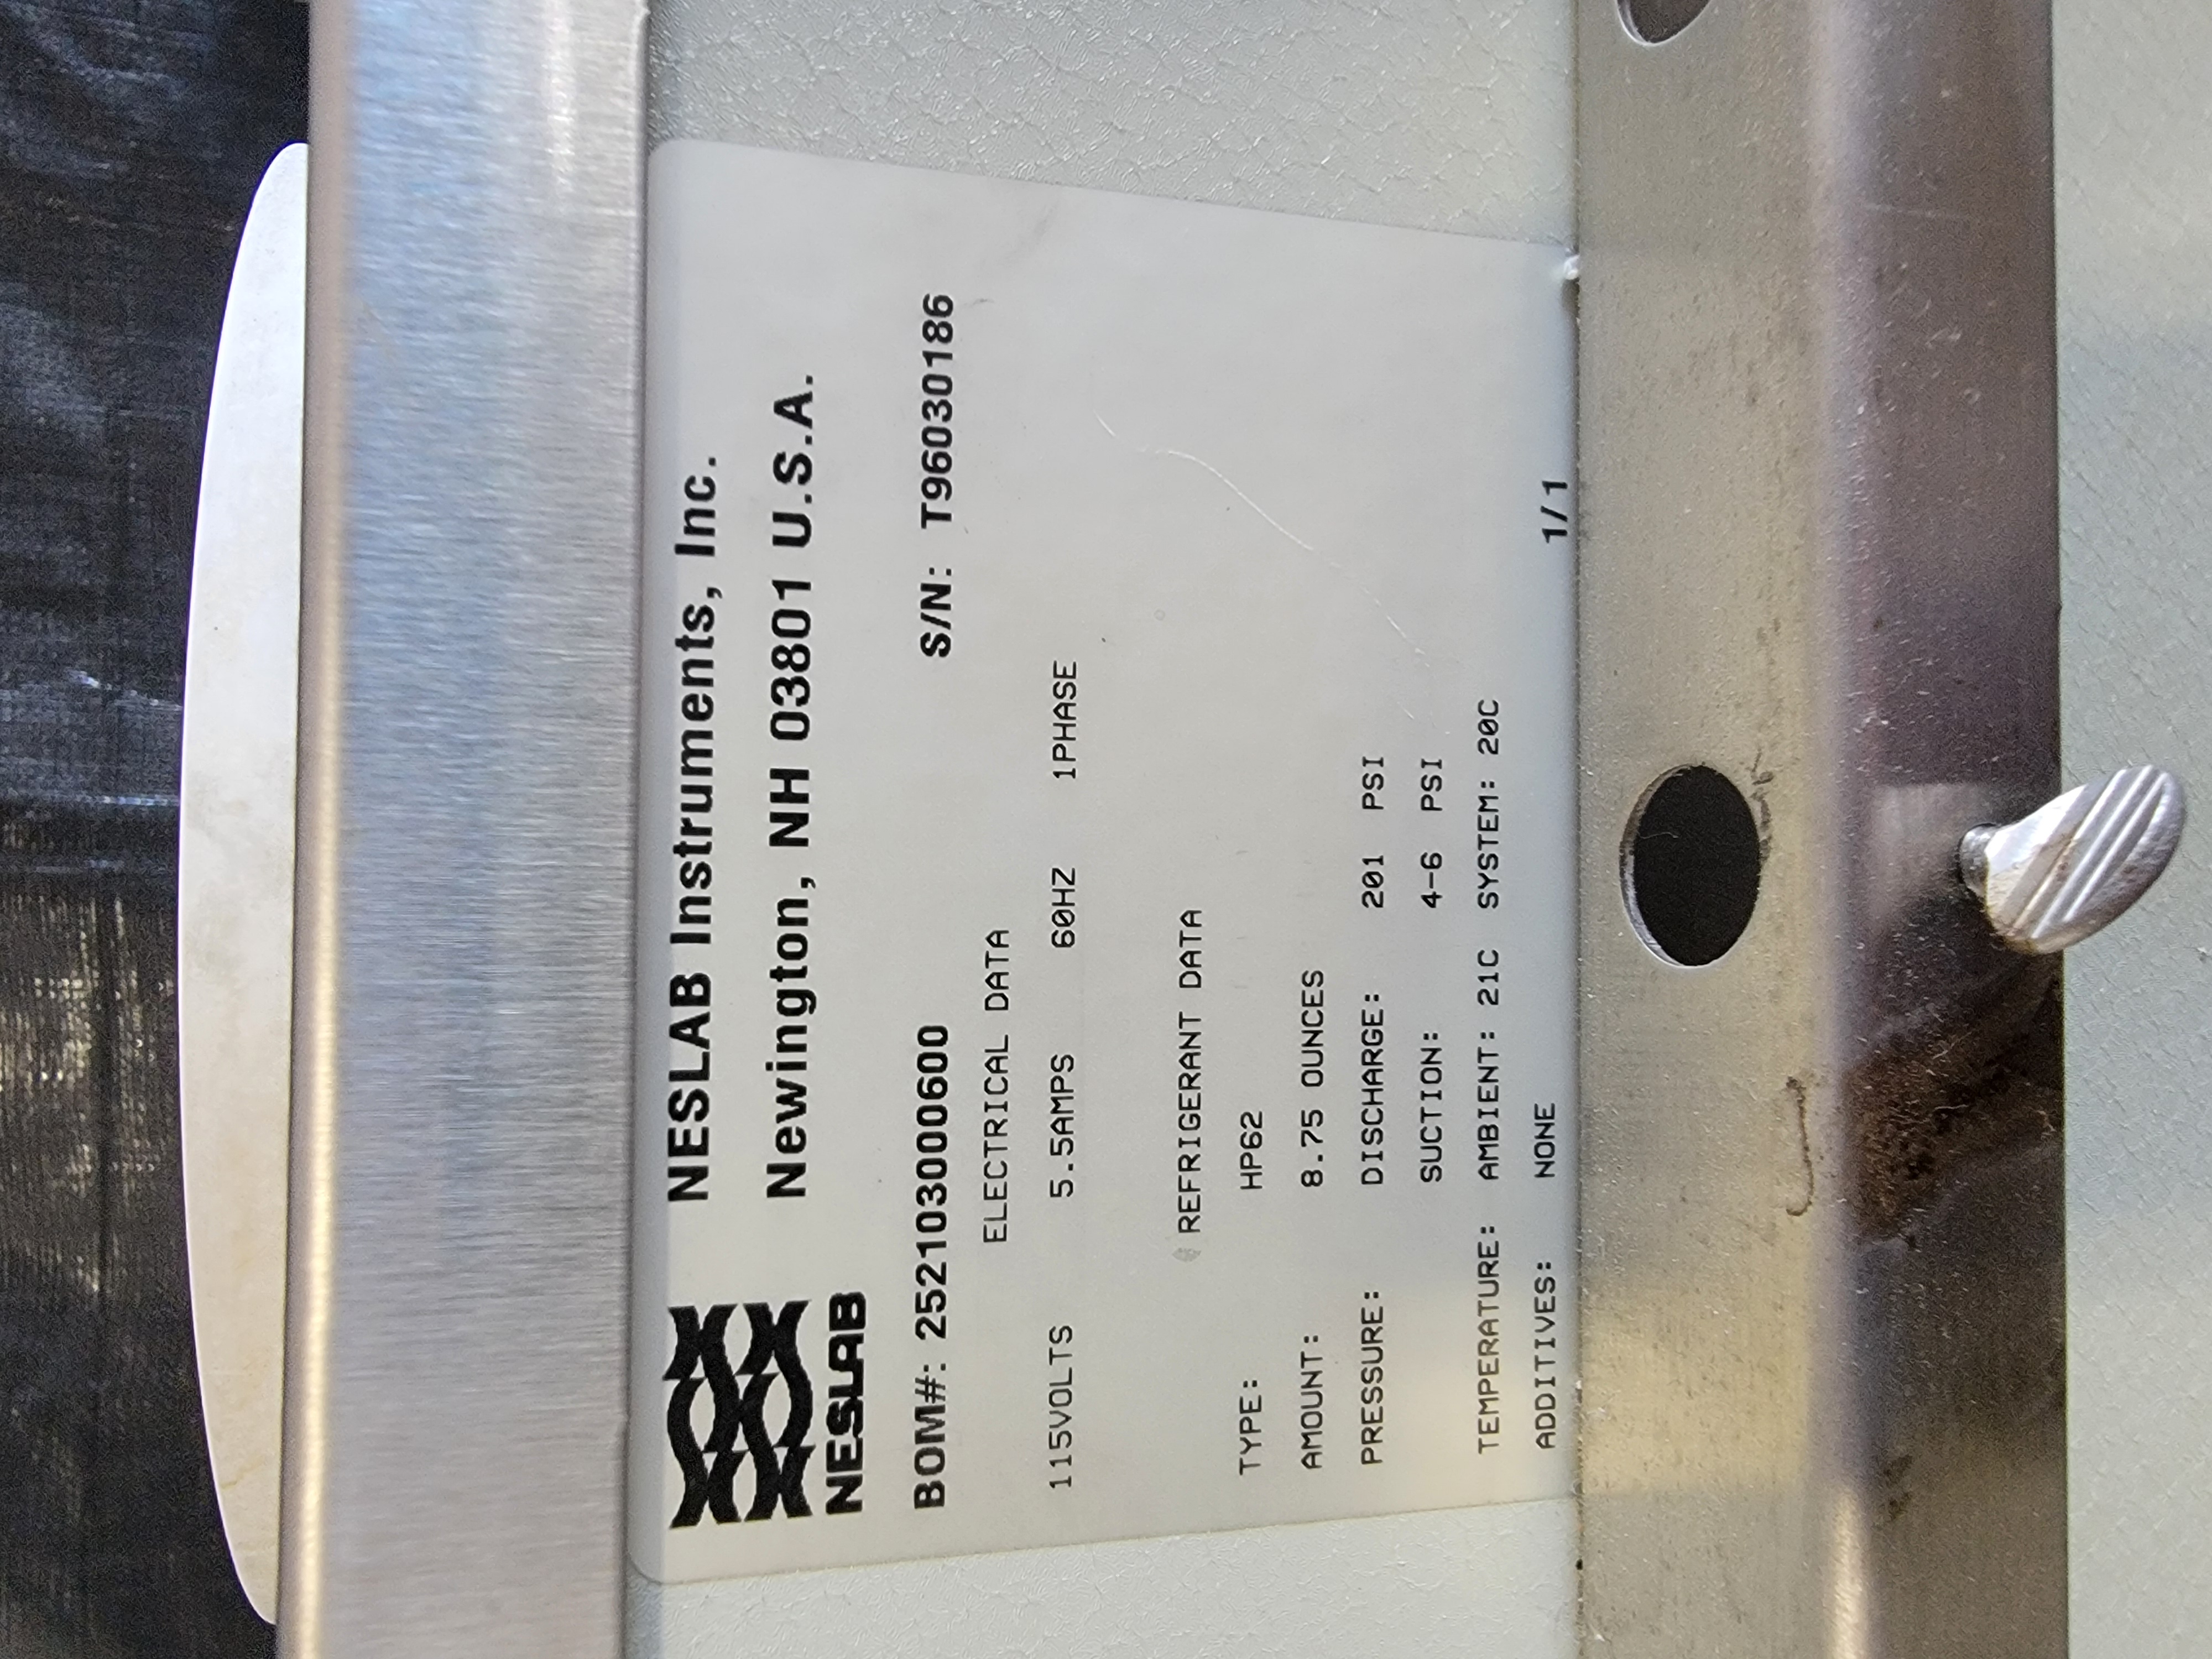 NESLAB Instruments, Inc.
Newington, NH 03801 U.S.A.
NESLAB
BOM#: 252103000600 S/N: T96030186
ELECTRICAL DATA
115VOLTS 5.5AMPS 60HZ 1PHASE
REFRIGERANT DATA
TYPE: HP62
AMOUNT: 8.75 OUNCES
PRESSURE: DISCHARGE: 201 PSI
SUCTION: 4-6 PSI
TEMPERATURE: AMBIENT: 21C SYSTEM: 20C
ADDITIVES: NONE 1/1